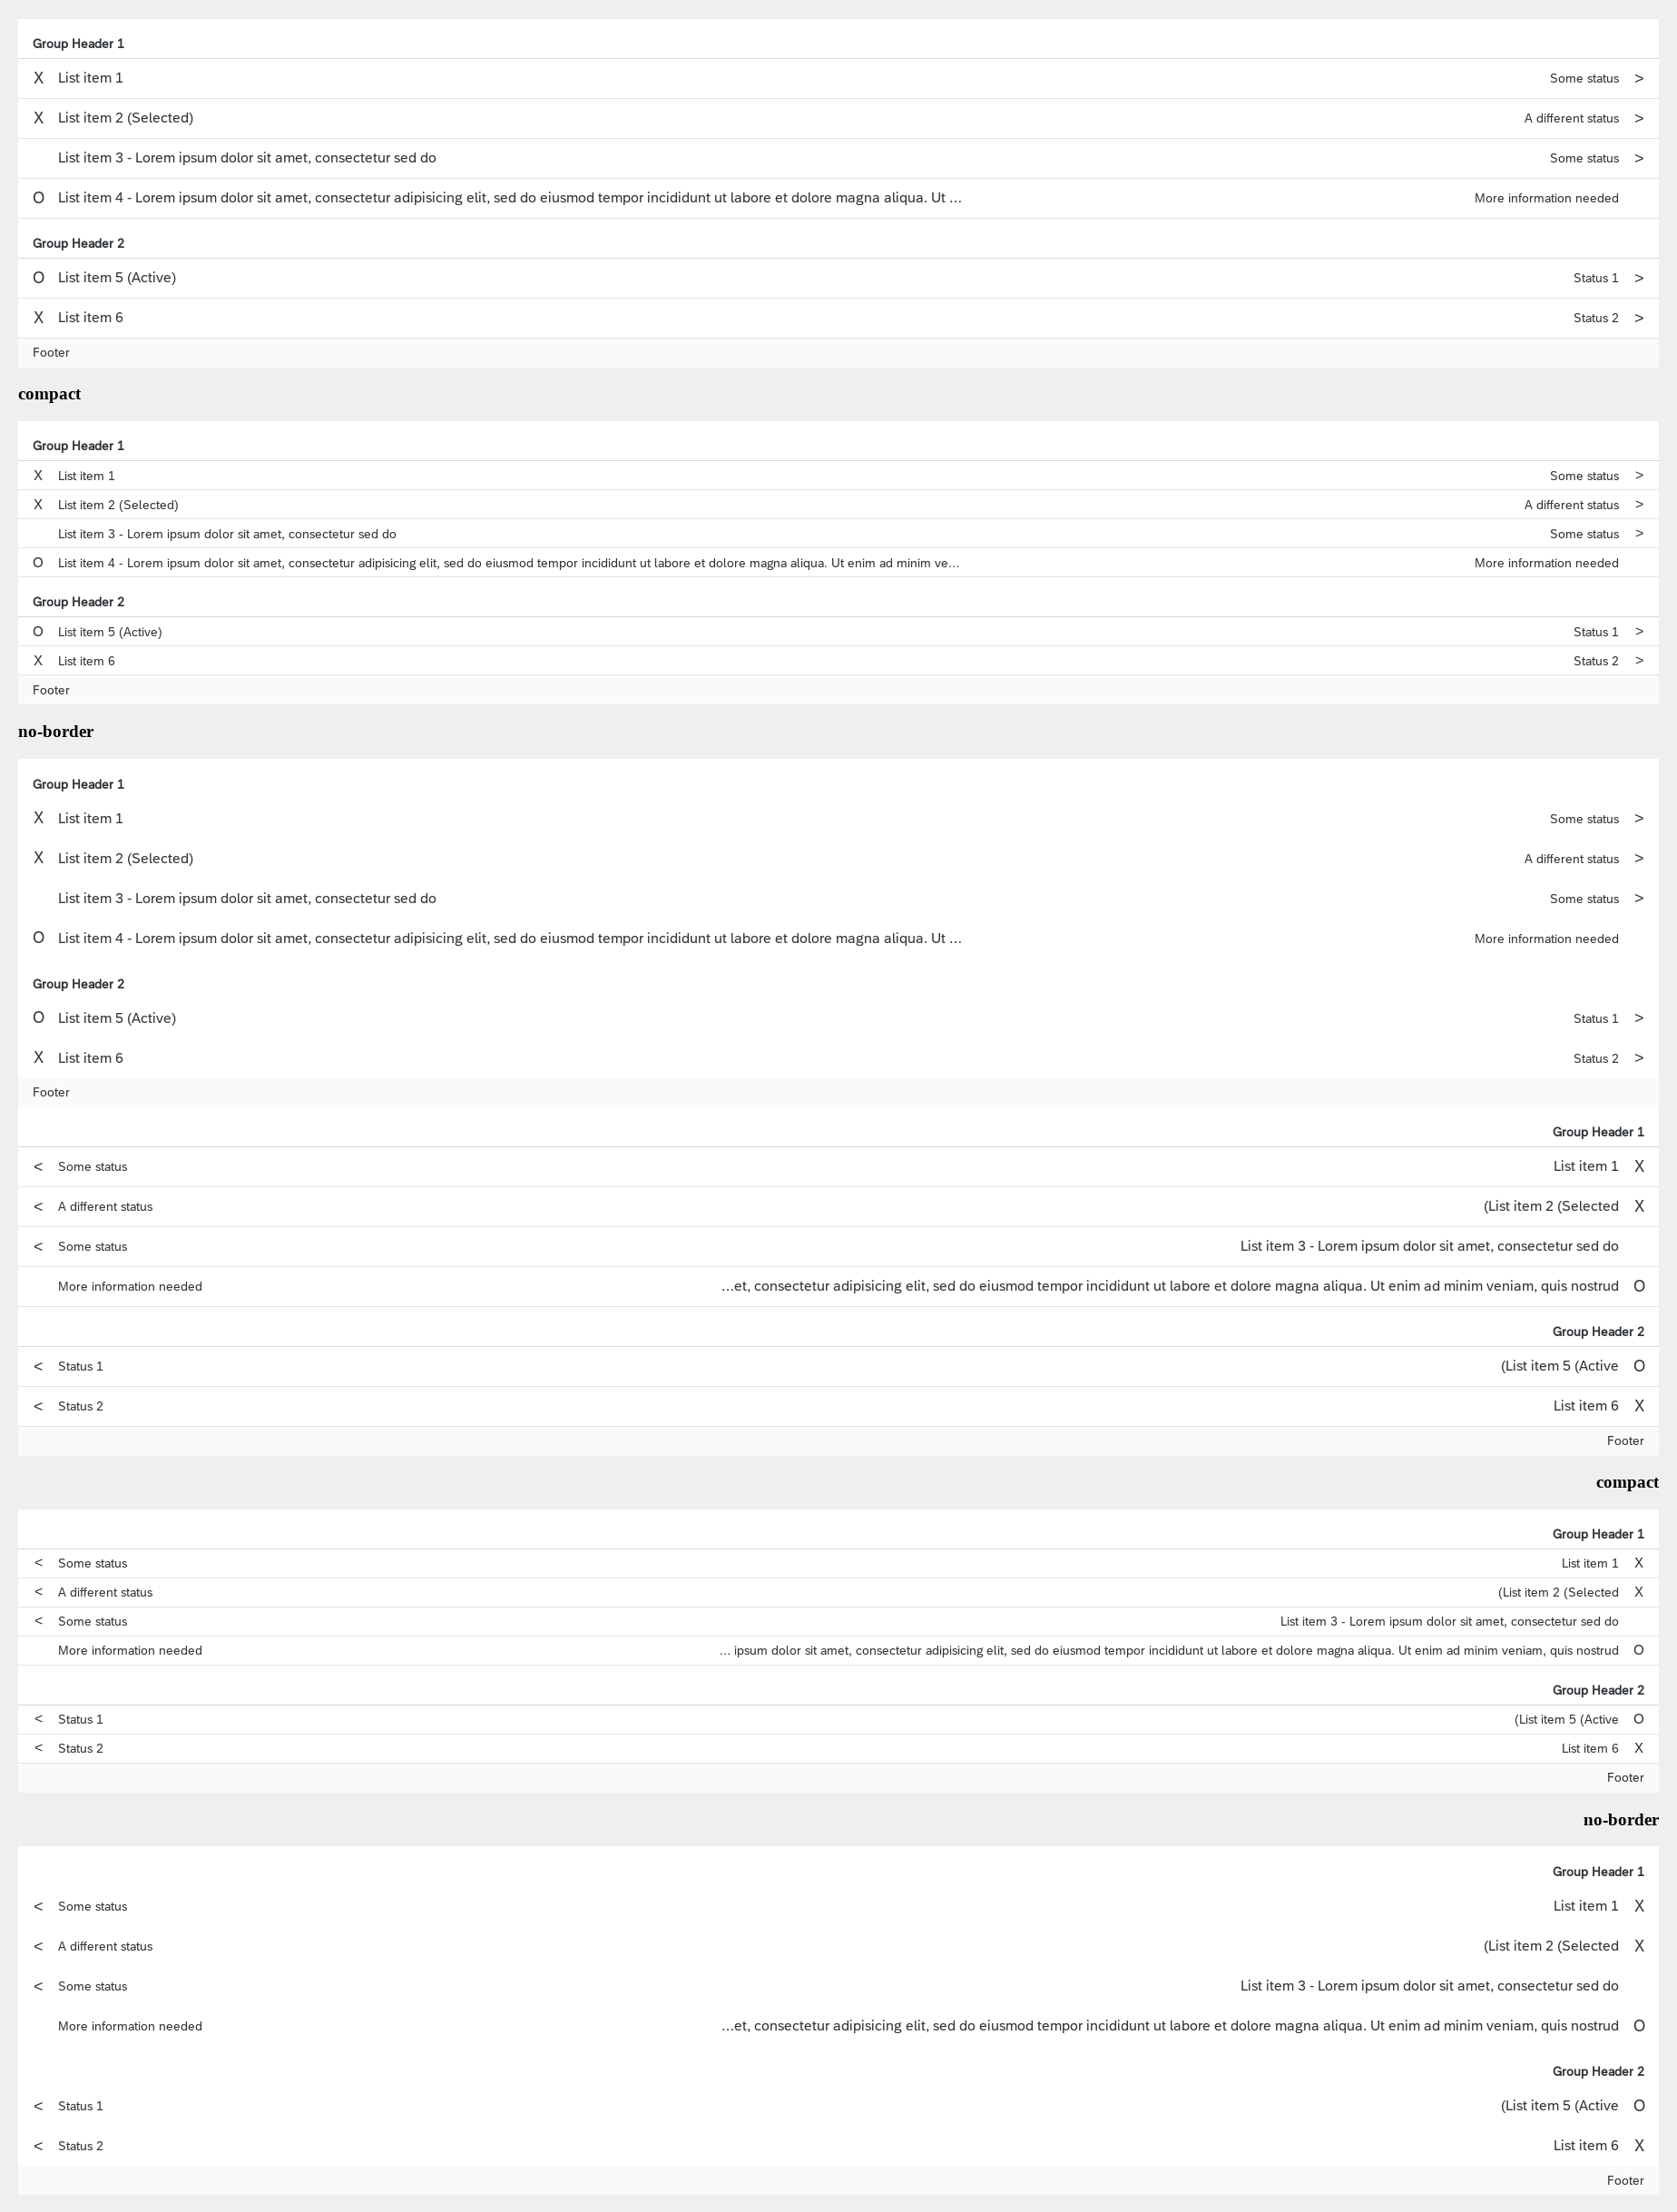 Group Header 1
X List item 1 Some status >
X List item 2 (Selected) A different status >
List item 3 - Lorem ipsum dolor sit amet, consectetur sed do Some status >
O List item 4 - Lorem ipsum dolor sit amet, consectetur adipisicing elit, sed do eiusmod tempor incididunt ut labore et dolore magna aliqua. Ut … More information needed
Group Header 2
O List item 5 (Active) Status 1 >
X List item 6 Status 2 >
Footer
compact
Group Header 1
X List item 1 Some status >
X List item 2 (Selected) A different status >
List item 3 - Lorem ipsum dolor sit amet, consectetur sed do Some status >
O List item 4 - Lorem ipsum dolor sit amet, consectetur adipisicing elit, sed do eiusmod tempor incididunt ut labore et dolore magna aliqua. Ut enim ad minim ve… More information needed
Group Header 2
O List item 5 (Active) Status 1 >
X List item 6 Status 2 >
Footer
no-border
Group Header 1
X List item 1 Some status >
X List item 2 (Selected) A different status >
List item 3 - Lorem ipsum dolor sit amet, consectetur sed do Some status >
O List item 4 - Lorem ipsum dolor sit amet, consectetur adipisicing elit, sed do eiusmod tempor incididunt ut labore et dolore magna aliqua. Ut … More information needed
Group Header 2
O List item 5 (Active) Status 1 >
X List item 6 Status 2 >
Footer
Group Header 1
< Some status List item 1 X
< A different status (List item 2 (Selected X
< Some status List item 3 - Lorem ipsum dolor sit amet, consectetur sed do
More information needed …et, consectetur adipisicing elit, sed do eiusmod tempor incididunt ut labore et dolore magna aliqua. Ut enim ad minim veniam, quis nostrud O
Group Header 2
< Status 1 (List item 5 (Active O
< Status 2 List item 6 X
Footer
compact
Group Header 1
< Some status List item 1 X
< A different status (List item 2 (Selected X
< Some status List item 3 - Lorem ipsum dolor sit amet, consectetur sed do
More information needed … ipsum dolor sit amet, consectetur adipisicing elit, sed do eiusmod tempor incididunt ut labore et dolore magna aliqua. Ut enim ad minim veniam, quis nostrud O
Group Header 2
< Status 1 (List item 5 (Active O
< Status 2 List item 6 X
Footer
no-border
Group Header 1
< Some status List item 1 X
< A different status (List item 2 (Selected X
< Some status List item 3 - Lorem ipsum dolor sit amet, consectetur sed do
More information needed …et, consectetur adipisicing elit, sed do eiusmod tempor incididunt ut labore et dolore magna aliqua. Ut enim ad minim veniam, quis nostrud O
Group Header 2
< Status 1 (List item 5 (Active O
< Status 2 List item 6 X
Footer